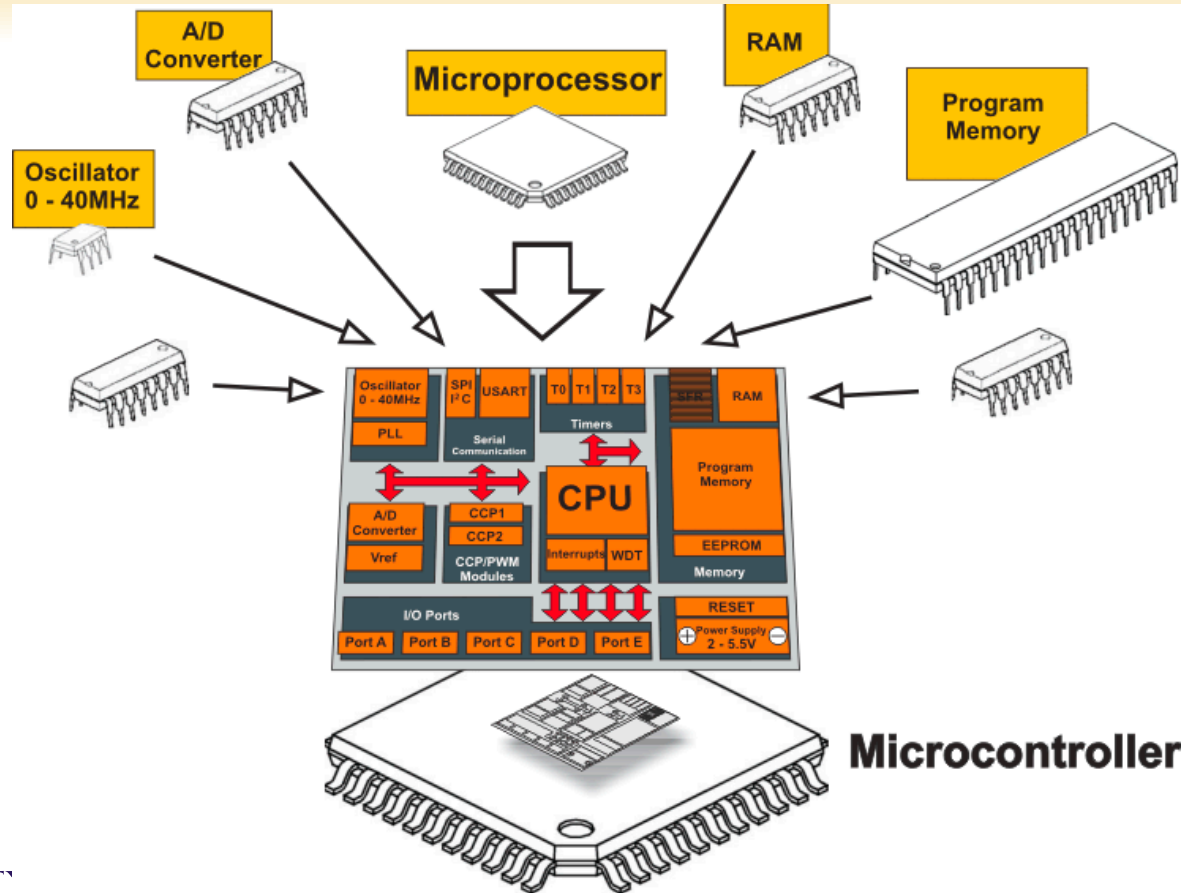 A/D
Converter
Microprocessor
RAM
Program
Memory
Oscillator
0 - 40MHz
Oscillator
0 - 40MHz
PLL
SPI
I²C
USART
Serial
Communication
T0 T1 T2 T3
Timers
SFR
RAM
Program
Memory
EEPROM
Memory
A/D
Converter
Vref
CCP1
CCP2
CCP/PWM
Modules
CPU
Interrupts
WDT
I/O Ports
Port A Port B Port C Port D Port E
RESET
+ Power Supply −
2 - 5.5V
Microcontroller